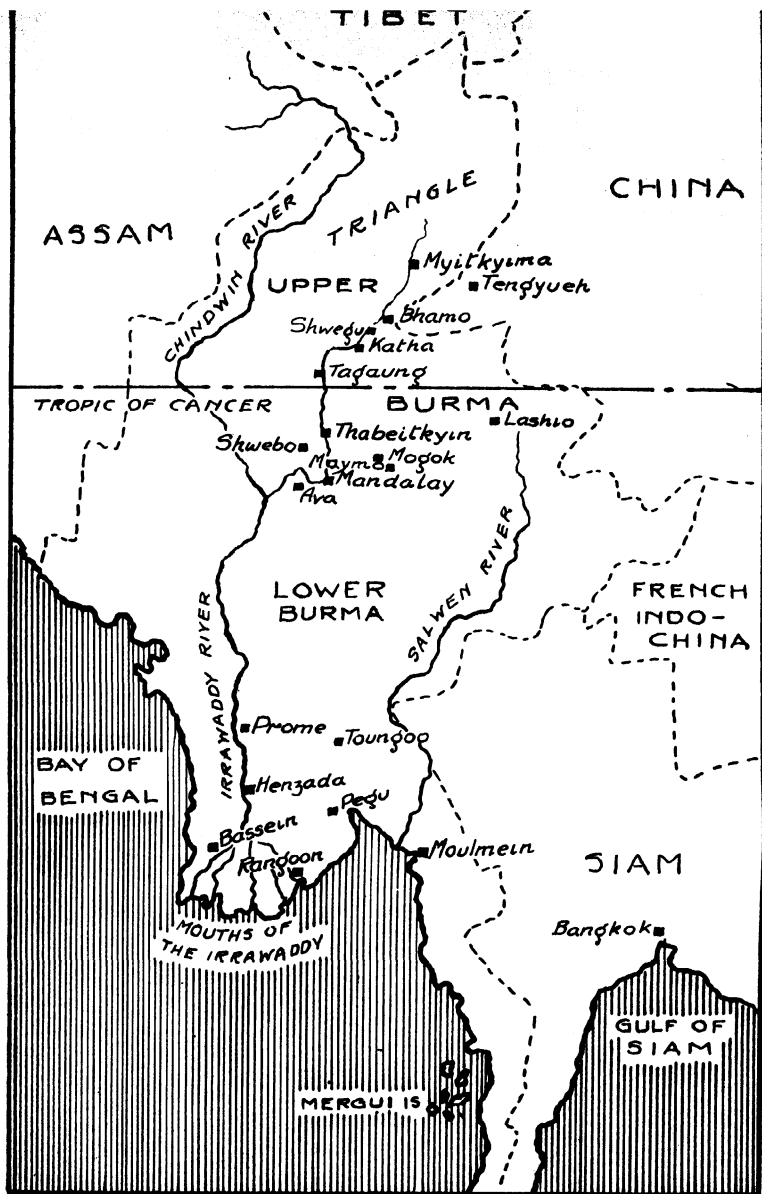 TIBET
CHINA
ASSAM
TRIANGLE
CHINDWIN RIVER
UPPER
Myitkyima
Tengyueh
Bhamo
Shwegu
Katha
Tagaung
TROPIC OF CANCER
BURMA
Lashio
Thabeitkyin
Shwebo
Mogok
Maymo
Mandalay
Ava
SALWEN RIVER
LOWER
BURMA
FRENCH
INDO-
CHINA
IRRAWADDY RIVER
Prome
Toungoo
BAY OF
BENGAL
Henzada
Pegu
Bassein
Rangoon
Moulmein
SIAM
MOUTHS OF
THE IRRAWADDY
Bangkok
GULF OF
SIAM
MERGUI IS